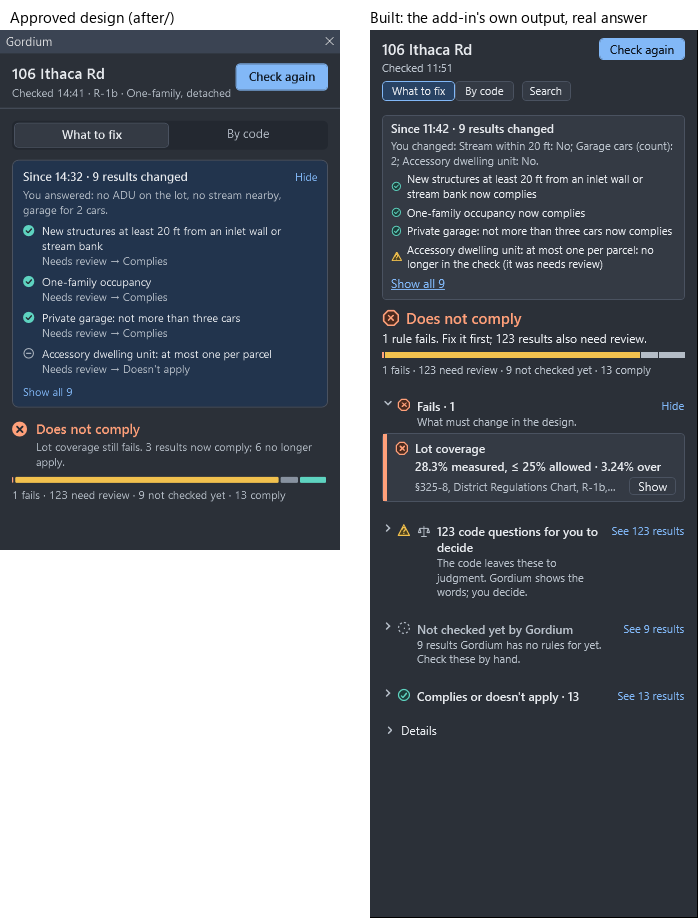 Approved design (after/)
Gordium
106 Ithaca Rd
Check again
Checked 14:41 · R-1b · One-family, detached
What to fix
By code
Since 14:32 · 9 results changed
Hide
You answered: no ADU on the lot, no stream nearby,
garage for 2 cars.
New structures at least 20 ft from an inlet wall or
stream bank
Needs review → Complies
One-family occupancy
Needs review → Complies
Private garage: not more than three cars
Needs review → Complies
Accessory dwelling unit: at most one per parcel
Needs review → Doesn't apply
Show all 9
Does not comply
Lot coverage still fails. 3 results now comply; 6 no longer
apply.
1 fails · 123 need review · 9 not checked yet · 13 comply
Built: the add-in's own output, real answer
106 Ithaca Rd
Check again
Checked 11:51
What to fix
By code
Search
Since 11:42 · 9 results changed
You changed: Stream within 20 ft: No; Garage cars (count):
2; Accessory dwelling unit: No.
New structures at least 20 ft from an inlet wall or
stream bank now complies
One-family occupancy now complies
Private garage: not more than three cars now complies
Accessory dwelling unit: at most one per parcel: no
longer in the check (it was needs review)
Show all 9
Does not comply
1 rule fails. Fix it first; 123 results also need review.
1 fails · 123 need review · 9 not checked yet · 13 comply
Fails · 1
Hide
What must change in the design.
Lot coverage
28.3% measured, ≤ 25% allowed · 3.24% over
§325-8, District Regulations Chart, R-1b,...
Show
123 code questions for you to
decide
See 123 results
The code leaves these to
judgment. Gordium shows the
words; you decide.
Not checked yet by Gordium
See 9 results
9 results Gordium has no rules for yet.
Check these by hand.
Complies or doesn't apply · 13
See 13 results
Details